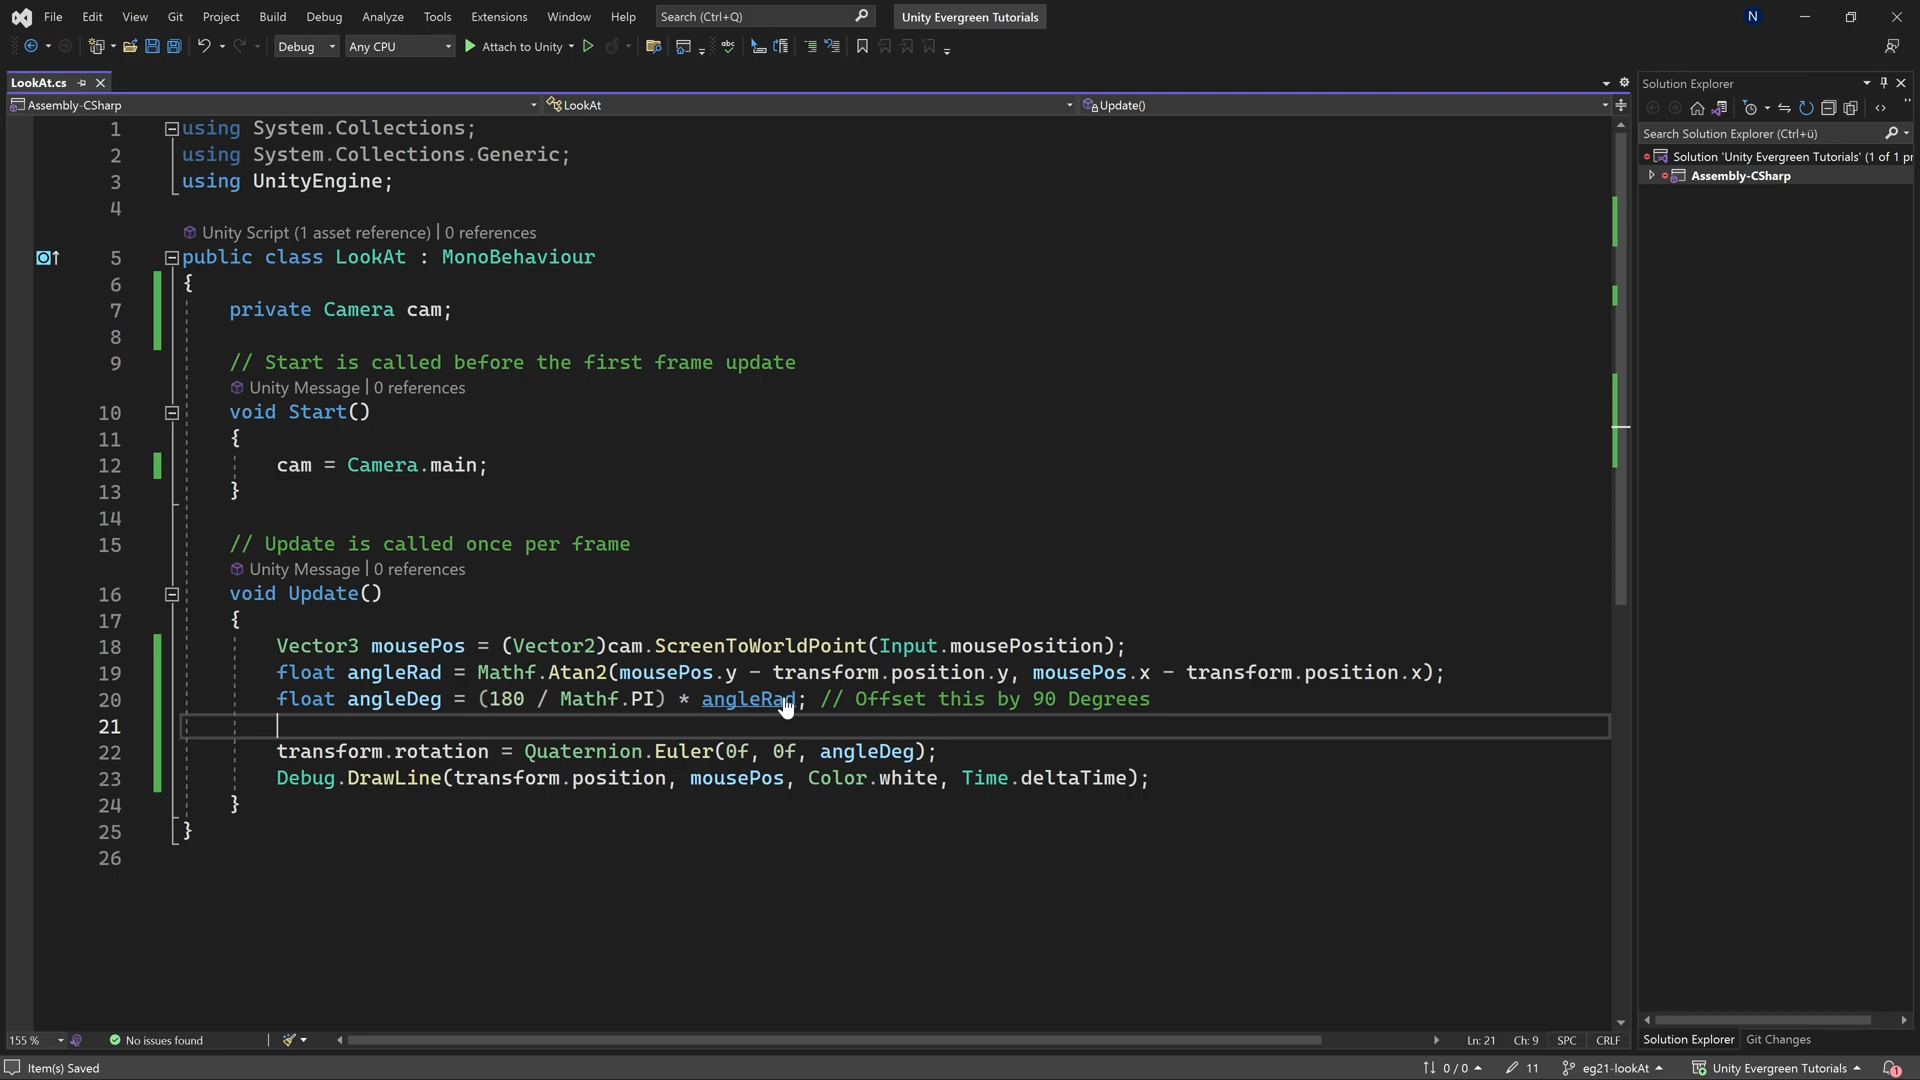 File Edit View Git Project Build Debug Analyze Tools Extensions Window Help Search (Ctrl+Q) Unity Evergreen Tutorials N
Debug Any CPU Attach to Unity
LookAt.cs
Assembly-CSharp LookAt Update()
1 using System.Collections;
2 using System.Collections.Generic;
3 using UnityEngine;
4
Unity Script (1 asset reference) | 0 references
5 public class LookAt : MonoBehaviour
6 {
7 private Camera cam;
8
9 // Start is called before the first frame update
Unity Message | 0 references
10 void Start()
11 {
12 cam = Camera.main;
13 }
14
15 // Update is called once per frame
Unity Message | 0 references
16 void Update()
17 {
18 Vector3 mousePos = (Vector2)cam.ScreenToWorldPoint(Input.mousePosition);
19 float angleRad = Mathf.Atan2(mousePos.y - transform.position.y, mousePos.x - transform.position.x);
20 float angleDeg = (180 / Mathf.PI) * angleRad; // Offset this by 90 Degrees
21
22 transform.rotation = Quaternion.Euler(0f, 0f, angleDeg);
23 Debug.DrawLine(transform.position, mousePos, Color.white, Time.deltaTime);
24 }
25 }
26
Solution Explorer
Search Solution Explorer (Ctrl+ü)
Solution 'Unity Evergreen Tutorials' (1 of 1 pr
Assembly-CSharp
155 % No issues found Ln: 21 Ch: 9 SPC CRLF
Solution Explorer Git Changes
Item(s) Saved 0 / 0 11 eg21-lookAt Unity Evergreen Tutorials 1